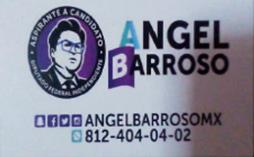 ASPIRANTE A CANDIDATO
DIPUTADO FEDERAL INDEPENDIENTE
ANGEL
BARROSO
ANGELBARROSOMX
812-404-04-02